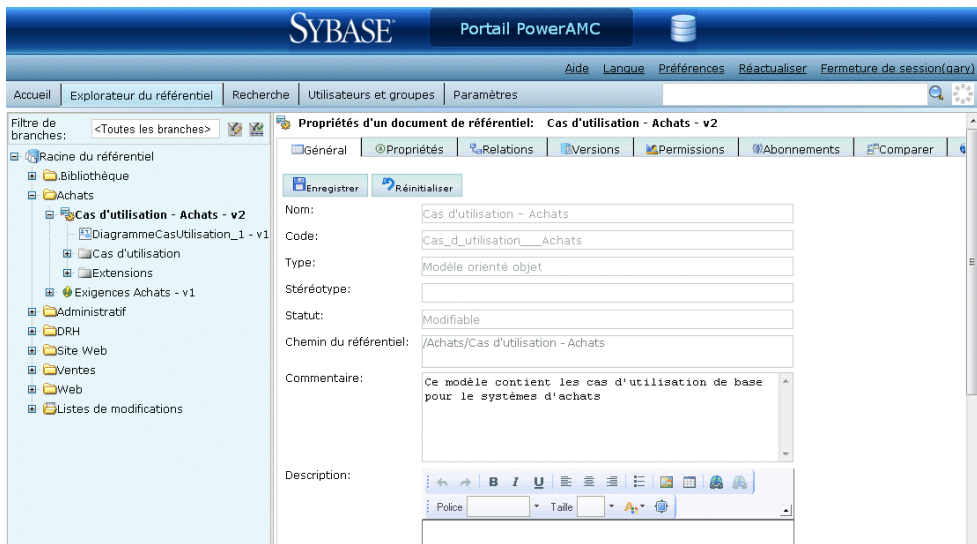 SYBASE
Portail PowerAMC
Aide Langue Préférences Réactualiser Fermeture de session(gary)
Accueil Explorateur du référentiel Recherche Utilisateurs et groupes Paramètres
Filtre de branches: <Toutes les branches>
Racine du référentiel
.Bibliothèque
Achats
Cas d'utilisation - Achats - v2
DiagrammeCasUtilisation_1 - v1
Cas d'utilisation
Extensions
Exigences Achats - v1
Administratif
DRH
Site Web
Ventes
Web
Listes de modifications
Propriétés d'un document de référentiel: Cas d'utilisation - Achats - v2
Général Propriétés Relations Versions Permissions Abonnements Comparer
Enregistrer Réinitialiser
Nom: Cas d'utilisation - Achats
Code: Cas_d_utilisation___Achats
Type: Modèle orienté objet
Stéréotype:
Statut: Modifiable
Chemin du référentiel: /Achats/Cas d'utilisation - Achats
Commentaire: Ce modèle contient les cas d'utilisation de base
pour le systèmes d'achats
Description:
B I U
Police Taille A